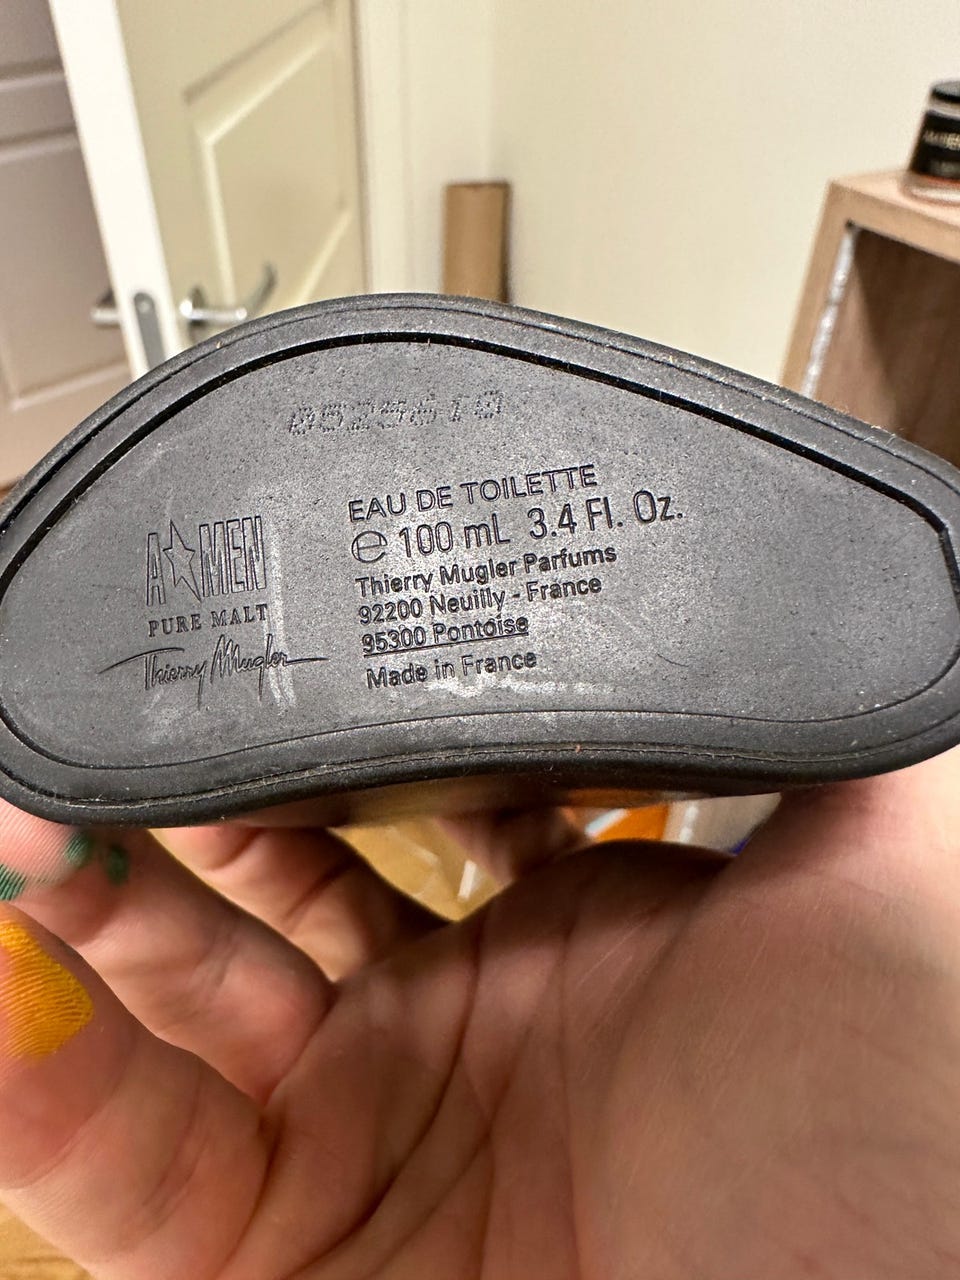 EAU DE TOILETTE
e 100 mL 3.4 Fl. Oz.
Thierry Mugler Parfums
92200 Neuilly - France
95300 Pontoise
Made in France
A★MEN
PURE MALT
Thierry Mugler